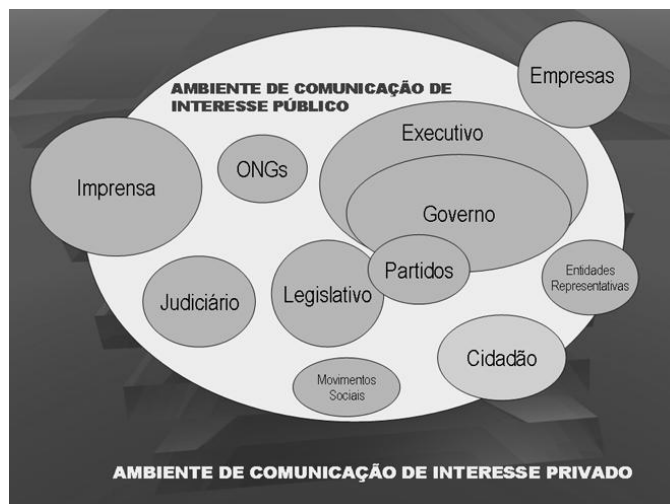 Empresas
AMBIENTE DE COMUNICAÇÃO DE
INTERESSE PÚBLICO
Executivo
ONGs
Imprensa
Governo
Partidos
Entidades
Representativas
Judiciário
Legislativo
Cidadão
Movimentos
Sociais
AMBIENTE DE COMUNICAÇÃO DE INTERESSE PRIVADO